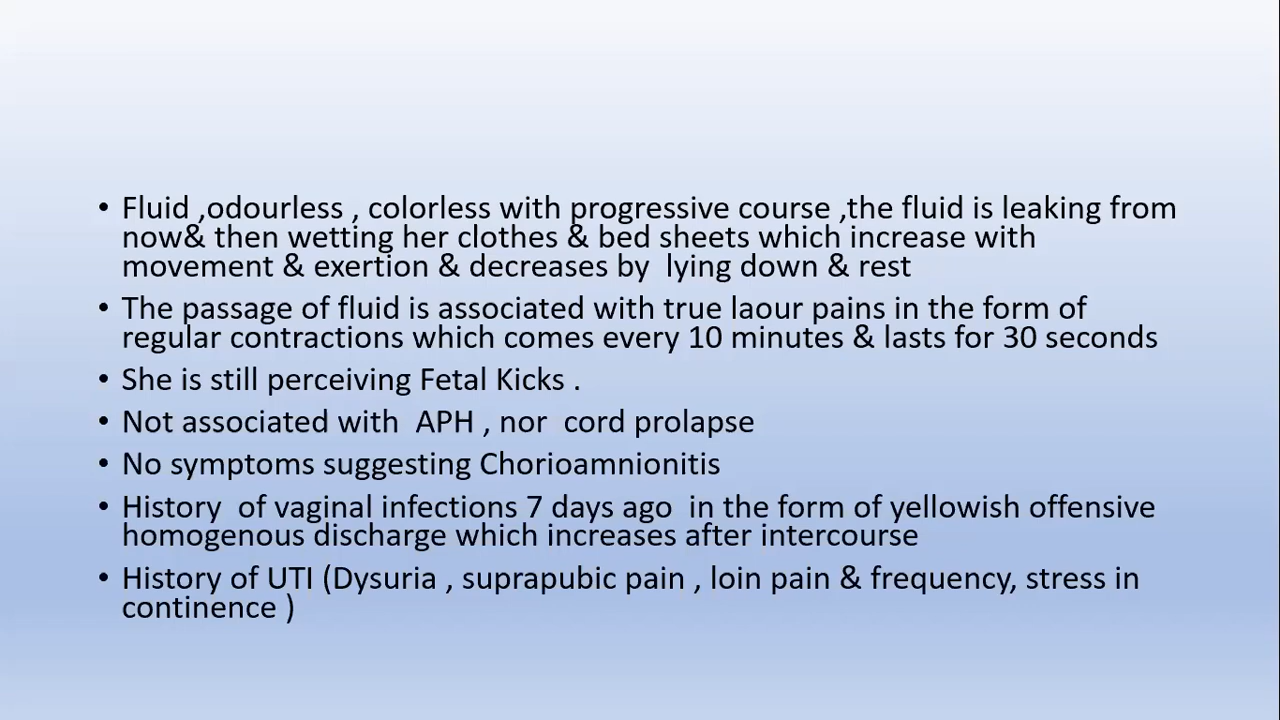 • Fluid ,odourless , colorless with progressive course ,the fluid is leaking from
now& then wetting her clothes & bed sheets which increase with
movement & exertion & decreases by  lying down & rest
• The passage of fluid is associated with true laour pains in the form of
regular contractions which comes every 10 minutes & lasts for 30 seconds
• She is still perceiving Fetal Kicks .
• Not associated with  APH , nor  cord prolapse
• No symptoms suggesting Chorioamnionitis
• History  of vaginal infections 7 days ago  in the form of yellowish offensive
homogenous discharge which increases after intercourse
• History of UTI (Dysuria , suprapubic pain , loin pain & frequency, stress in
continence )